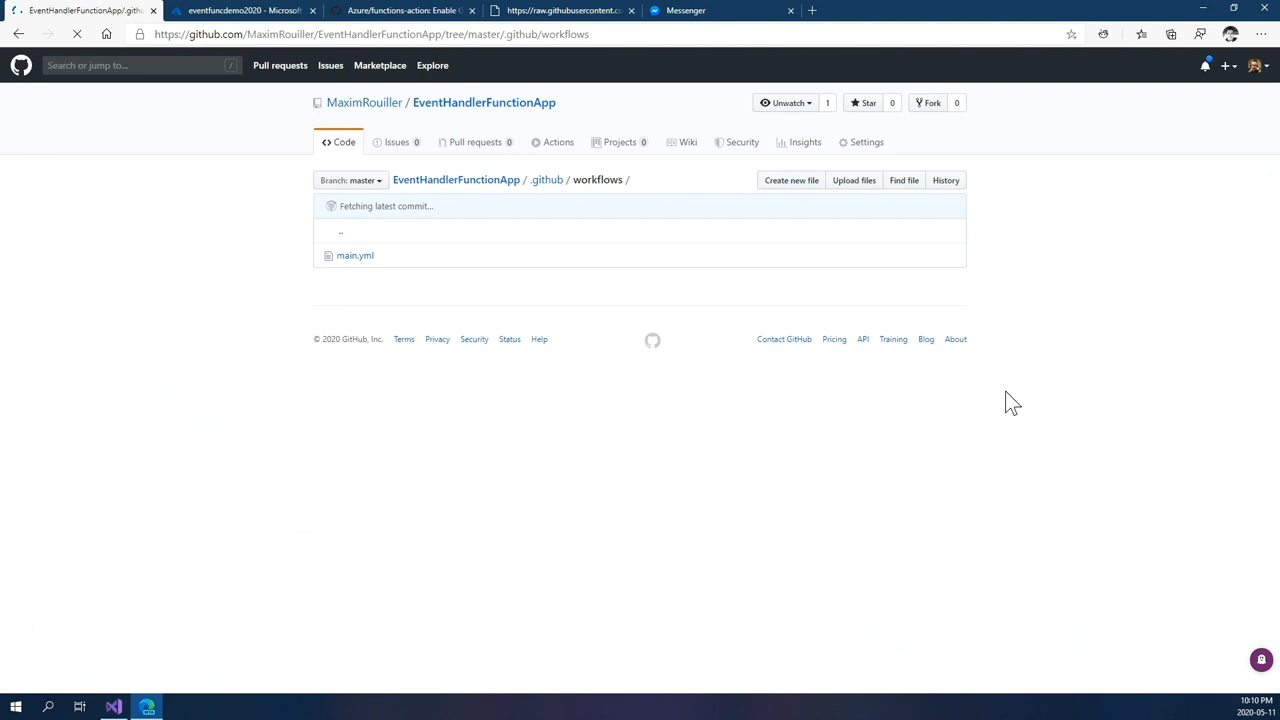 EventHandlerFunctionApp/.githu
eventfuncdemo2020 - Microsoft
Azure/functions-action: Enable G
https://raw.githubusercontent.co
Messenger
https://github.com/MaximRouiller/EventHandlerFunctionApp/tree/master/.github/workflows
Search or jump to... /
Pull requests Issues Marketplace Explore
MaximRouiller / EventHandlerFunctionApp
Unwatch 1 Star 0 Fork 0
Code Issues 0 Pull requests 0 Actions Projects 0 Wiki Security Insights Settings
Branch: master EventHandlerFunctionApp / .github / workflows /
Create new file Upload files Find file History
Fetching latest commit...
..
main.yml
© 2020 GitHub, Inc. Terms Privacy Security Status Help
Contact GitHub Pricing API Training Blog About
10:10 PM
2020-05-11